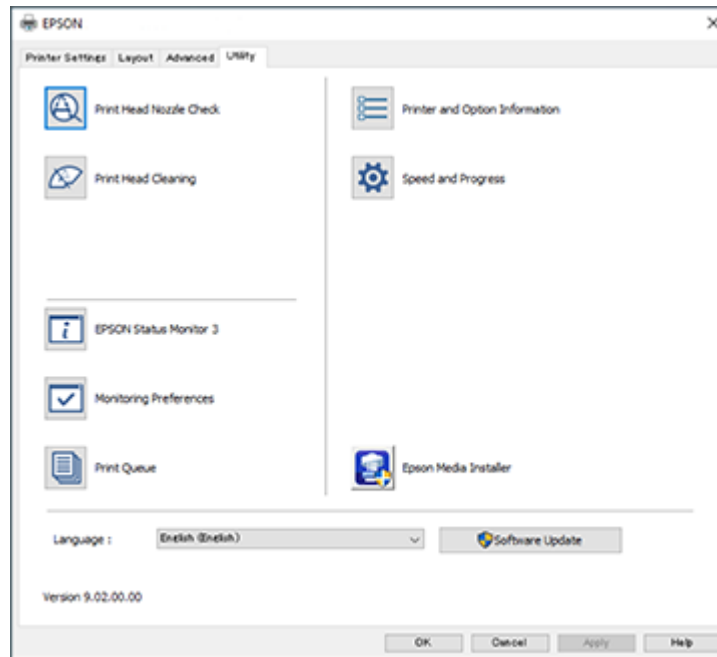 EPSON
Printer Settings Layout Advanced Utility
Print Head Nozzle Check
Print Head Cleaning
EPSON Status Monitor 3
Monitoring Preferences
Print Queue
Printer and Option Information
Speed and Progress
Epson Media Installer
Language : English (English)
Software Update
Version 9.02.00.00
OK Cancel Apply Help